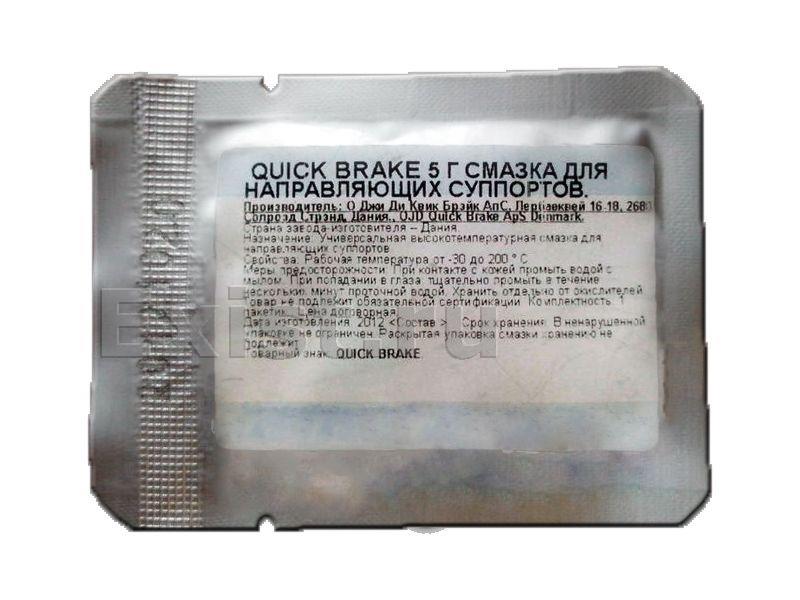 QUICK BRAKE 5 Г СМАЗКА ДЛЯ
НАПРАВЛЯЮЩИХ СУППОРТОВ.
Производитель: О Джи Ди Квик Брэйк АпС, 16-18, 2680
Солроэд Стрэнд, Дания., OJD Quick Brake ApS Denmark.
Страна завода-изготовителя – Дания.
Назначение: Универсальная высокотемпературная смазка для
направляющих суппортов
Свойства: Рабочая температура от -30 до 200 ° С
Меры предосторожности: При контакте с кожей промыть водой с
мылом. При попадании в глаза, тщательно промыть в течение
нескольких минут проточной водой. Хранить отдельно от окислителей
Товар не подлежит обязательной сертификации. Комплектность: 1
пакетик. Цена договорная.
Дата изготовления: 2012 <Состав > Срок хранения: В ненарушенной
упаковке не ограничен. Раскрытая упаковка смазки хранению не
подлежит.
Товарный знак: QUICK BRAKE
Exist.ru